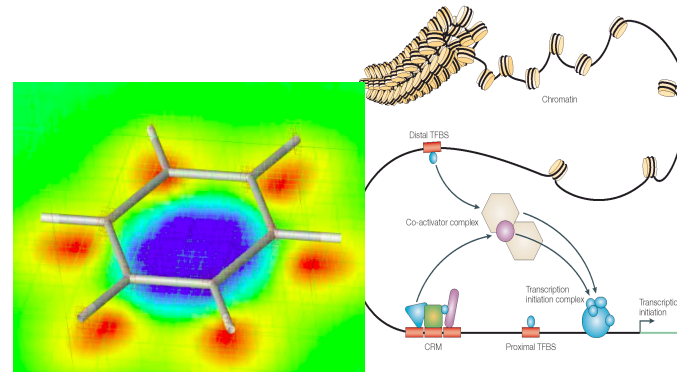 Chromatin
Distal TFBS
Co-activator complex
Transcription
initiation complex
Transcriptic
initiation
CRM
Proximal TFBS